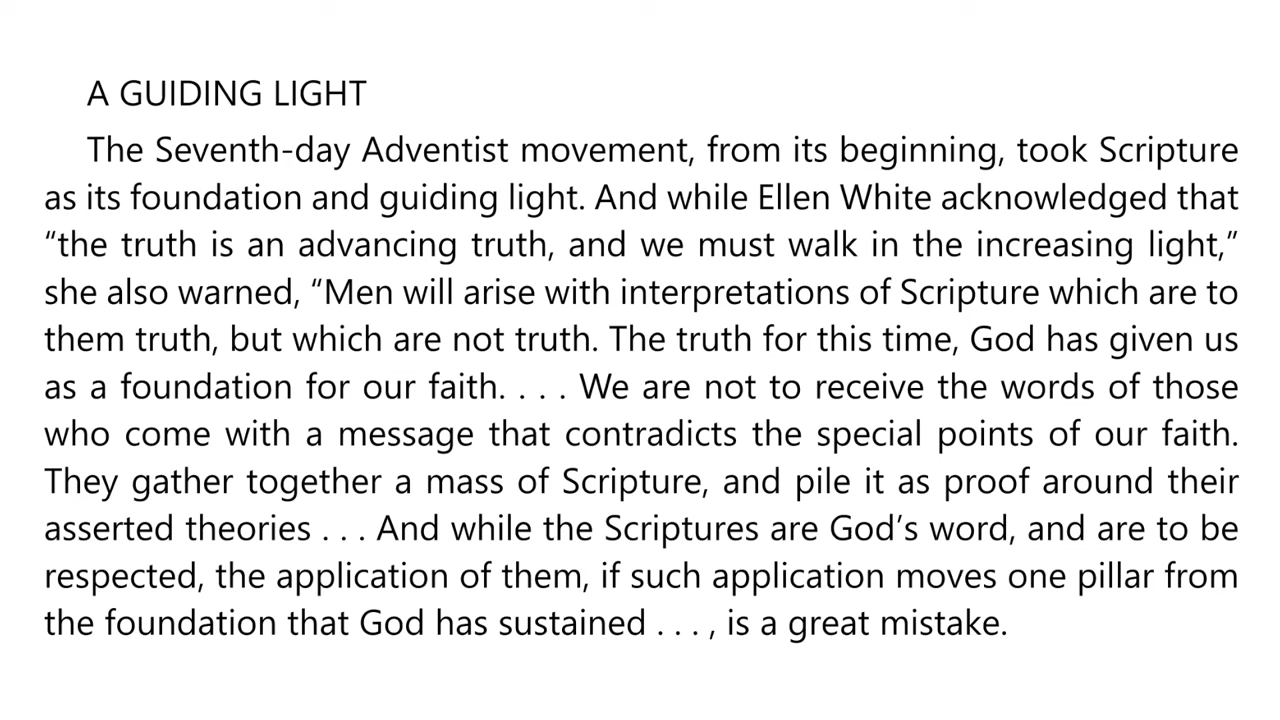 A GUIDING LIGHT
The Seventh-day Adventist movement, from its beginning, took Scripture
as its foundation and guiding light. And while Ellen White acknowledged that
“the truth is an advancing truth, and we must walk in the increasing light,”
she also warned, “Men will arise with interpretations of Scripture which are to
them truth, but which are not truth. The truth for this time, God has given us
as a foundation for our faith. . . . We are not to receive the words of those
who come with a message that contradicts the special points of our faith.
They gather together a mass of Scripture, and pile it as proof around their
asserted theories . . . And while the Scriptures are God’s word, and are to be
respected, the application of them, if such application moves one pillar from
the foundation that God has sustained . . . , is a great mistake.